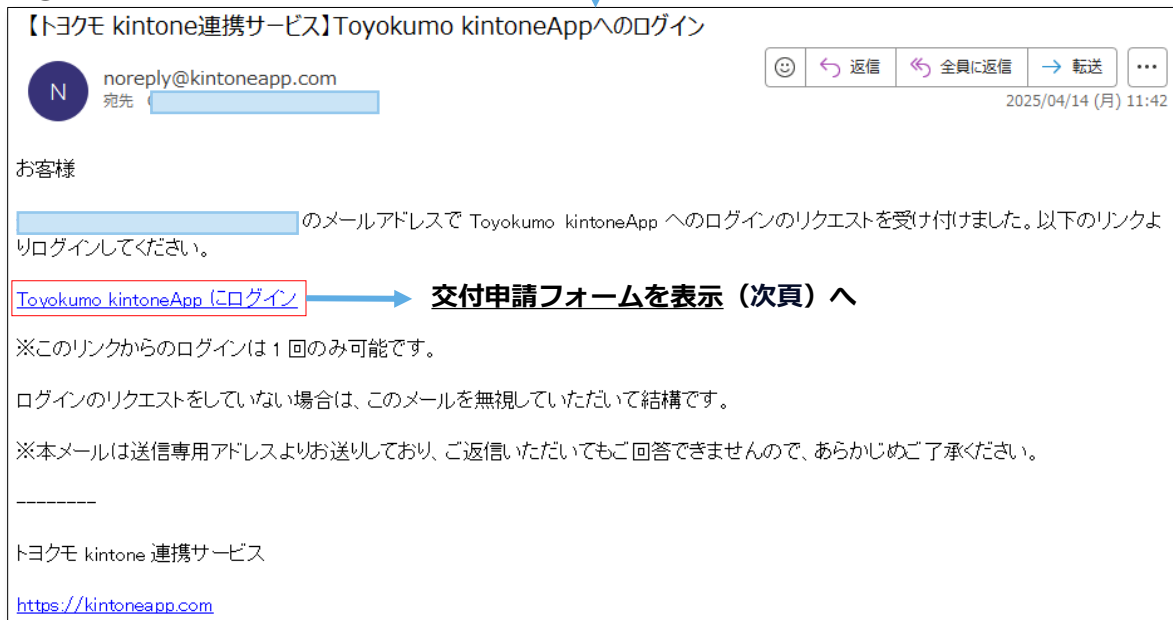 【トヨクモ kintone連携サービス】Toyokumo kintoneAppへのログイン
N
noreply@kintoneapp.com
宛先
返信
全員に返信
転送
2025/04/14 (月) 11:42
お客様
のメールアドレスで Toyokumo kintoneApp へのログインのリクエストを受け付けました。以下のリンクよ
りログインしてください。
Toyokumo kintoneApp にログイン
交付申請フォームを表示（次頁）へ
※このリンクからのログインは 1 回のみ可能です。
ログインのリクエストをしていない場合は、このメールを無視していただいて結構です。
※本メールは送信専用アドレスよりお送りしており、ご返信いただいてもご回答できませんので、あらかじめご了承ください。
--------
トヨクモ kintone 連携サービス
https://kintoneapp.com